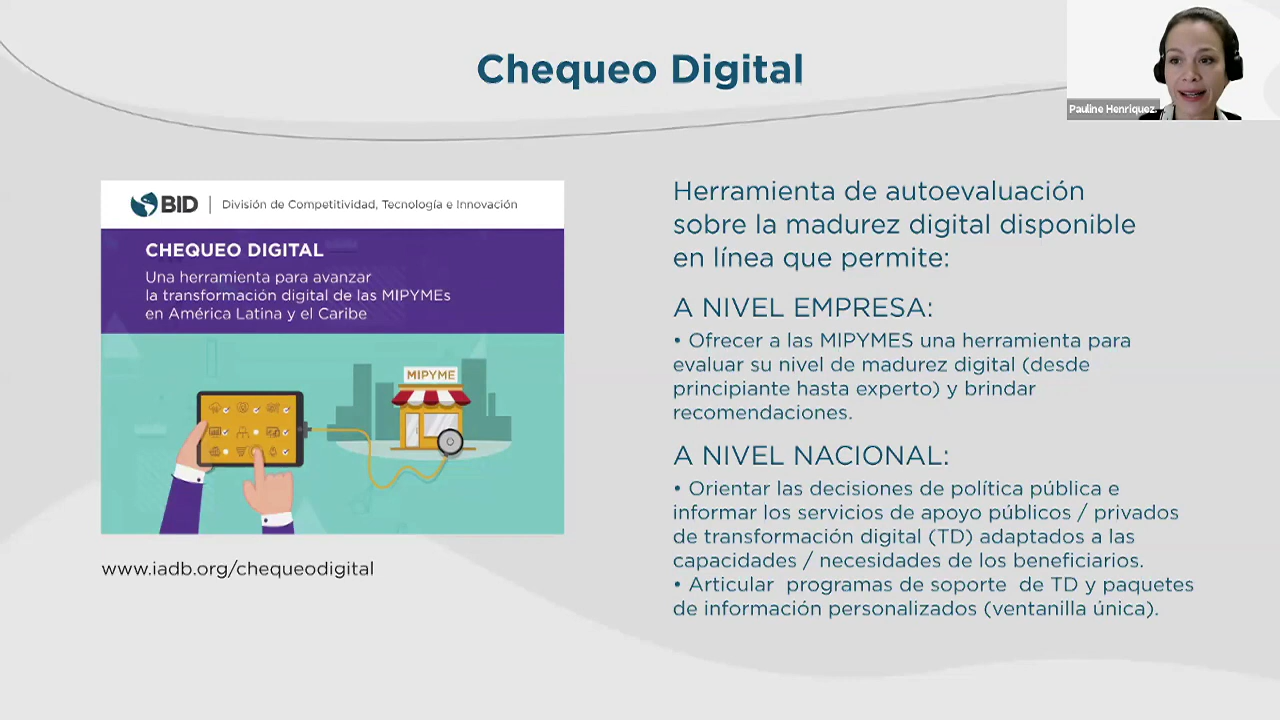 Chequeo Digital
Pauline Henriquez
BID | División de Competitividad, Tecnología e Innovación
CHEQUEO DIGITAL
Una herramienta para avanzar
la transformación digital de las MIPYMEs
en América Latina y el Caribe
MIPYME
www.iadb.org/chequeodigital
Herramienta de autoevaluación
sobre la madurez digital disponible
en línea que permite:
A NIVEL EMPRESA:
• Ofrecer a las MIPYMES una herramienta para
evaluar su nivel de madurez digital (desde
principiante hasta experto) y brindar
recomendaciones.
A NIVEL NACIONAL:
• Orientar las decisiones de política pública e
informar los servicios de apoyo públicos / privados
de transformación digital (TD) adaptados a las
capacidades / necesidades de los beneficiarios.
• Articular programas de soporte de TD y paquetes
de información personalizados (ventanilla única).